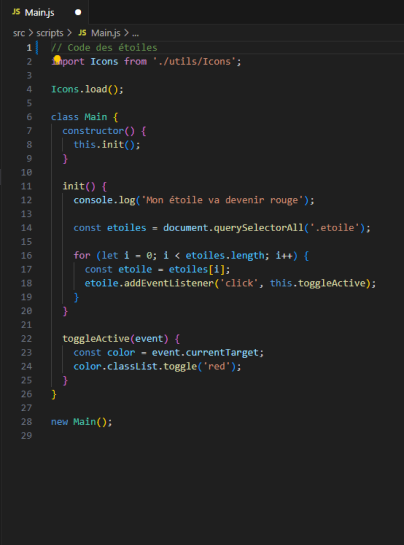 JS Main.js
src > scripts > JS Main.js > ...
1 // Code des étoiles
2 import Icons from './utils/Icons';
3
4 Icons.load();
5
6 class Main {
7 constructor() {
8 this.init();
9 }
10
11 init() {
12 console.log('Mon étoile va devenir rouge');
13
14 const etoiles = document.querySelectorAll('.etoile');
15
16 for (let i = 0; i < etoiles.length; i++) {
17 const etoile = etoiles[i];
18 etoile.addEventListener('click', this.toggleActive);
19 }
20 }
21
22 toggleActive(event) {
23 const color = event.currentTarget;
24 color.classList.toggle('red');
25 }
26 }
27
28 new Main();
29